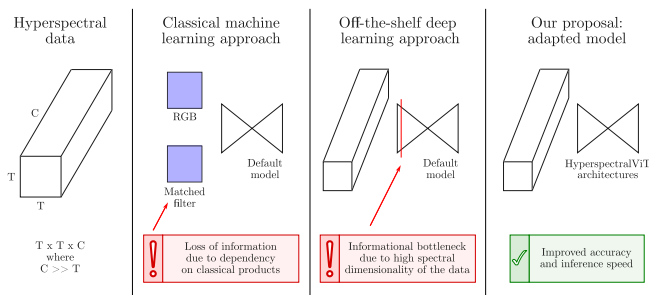 Hyperspectral
data
C
T
T
T x T x C
where
C >> T
Classical machine
learning approach
RGB
Matched
filter
Default
model
!
Loss of information
due to dependency
on classical products
Off-the-shelf deep
learning approach
Default
model
!
Informational bottleneck
due to high spectral
dimensionality of the data
Our proposal:
adapted model
HyperspectralViT
architectures
✓
Improved accuracy
and inference speed